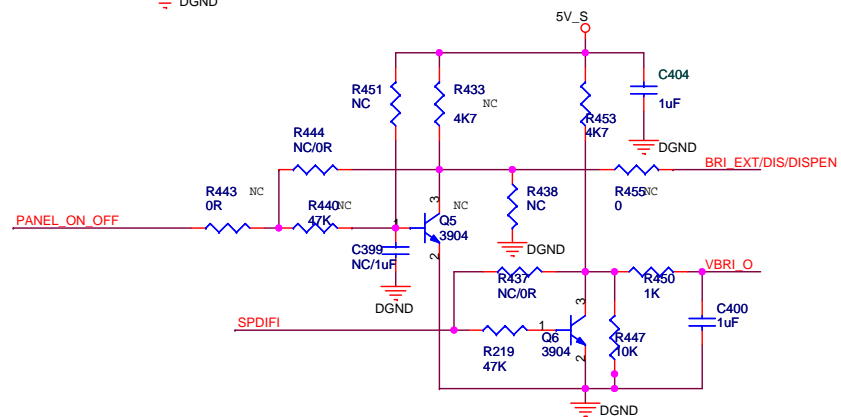 DGND
5V_S
R451
NC
R433
NC
4K7
R453
4K7
C404
1uF
DGND
R444
NC/0R
BRI_EXT/DIS/DISPEN
R443
NC
0R
R440
NC
47K
3
NC
R438
NC
R455
NC
0
PANEL_ON_OFF
1
Q5
3904
C399
NC/1uF
2
DGND
DGND
R437
NC/0R
R450
1K
VBRI_O
SPDIFI
3
C400
1uF
R219
47K
1
Q6
3904
2
R447
10K
DGND